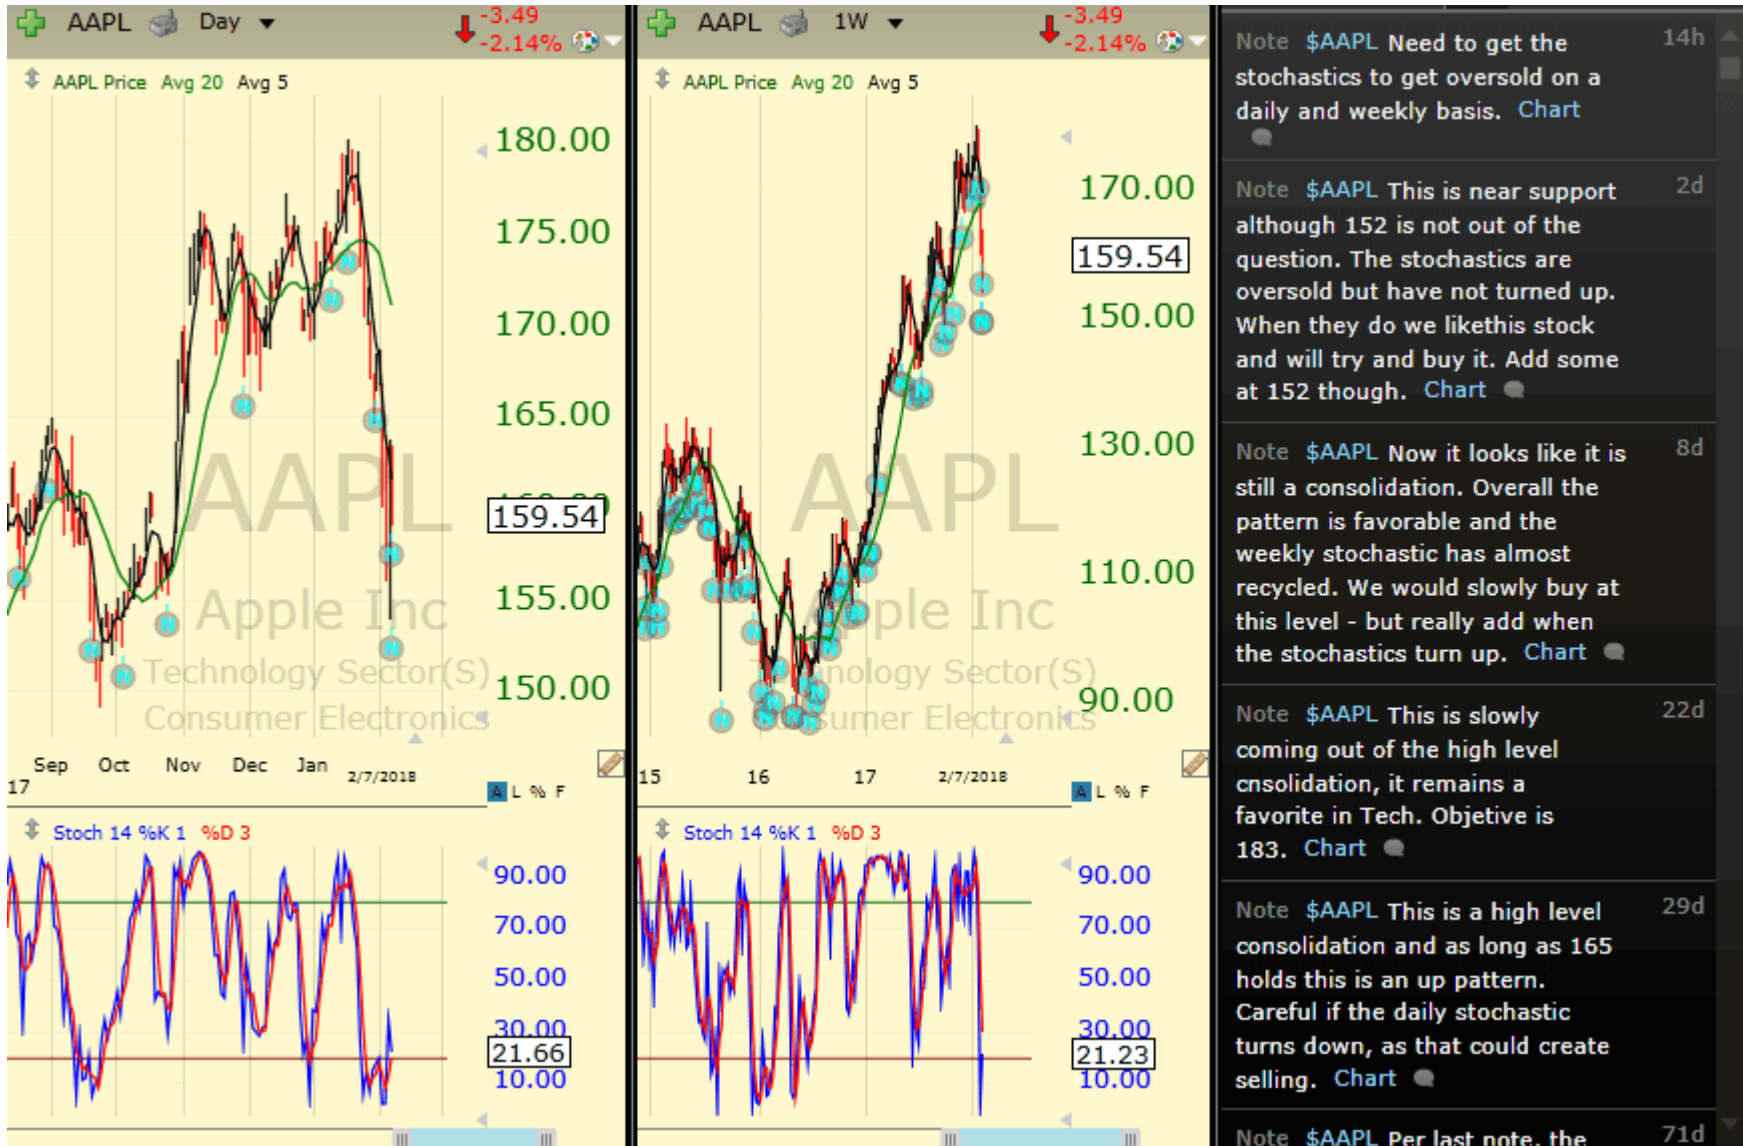 AAPL Day
-3.49
-2.14%
AAPL Price Avg 20 Avg 5
180.00
175.00
170.00
165.00
160.00
159.54
155.00
150.00
AAPL
Apple Inc
Technology Sector(S)
Consumer Electronics
Sep Oct Nov Dec Jan 2/7/2018
17
A L % F
Stoch 14 %K 1 %D 3
90.00
70.00
50.00
30.00
21.66
10.00
AAPL 1W
-3.49
-2.14%
AAPL Price Avg 20 Avg 5
170.00
159.54
150.00
130.00
110.00
90.00
AAPL
Apple Inc
Technology Sector(S)
Consumer Electronics
15 16 17 2/7/2018
A L % F
Stoch 14 %K 1 %D 3
90.00
70.00
50.00
30.00
21.23
10.00
Note $AAPL Need to get the 14h
stochastics to get oversold on a
daily and weekly basis. Chart
Note $AAPL This is near support 2d
although 152 is not out of the
question. The stochastics are
oversold but have not turned up.
When they do we likethis stock
and will try and buy it. Add some
at 152 though. Chart
Note $AAPL Now it looks like it is 8d
still a consolidation. Overall the
pattern is favorable and the
weekly stochastic has almost
recycled. We would slowly buy at
this level - but really add when
the stochastics turn up. Chart
Note $AAPL This is slowly 22d
coming out of the high level
cnsolidation, it remains a
favorite in Tech. Objetive is
183. Chart
Note $AAPL This is a high level 29d
consolidation and as long as 165
holds this is an up pattern.
Careful if the daily stochastic
turns down, as that could create
selling. Chart
Note $AAPL Per last note, the 71d